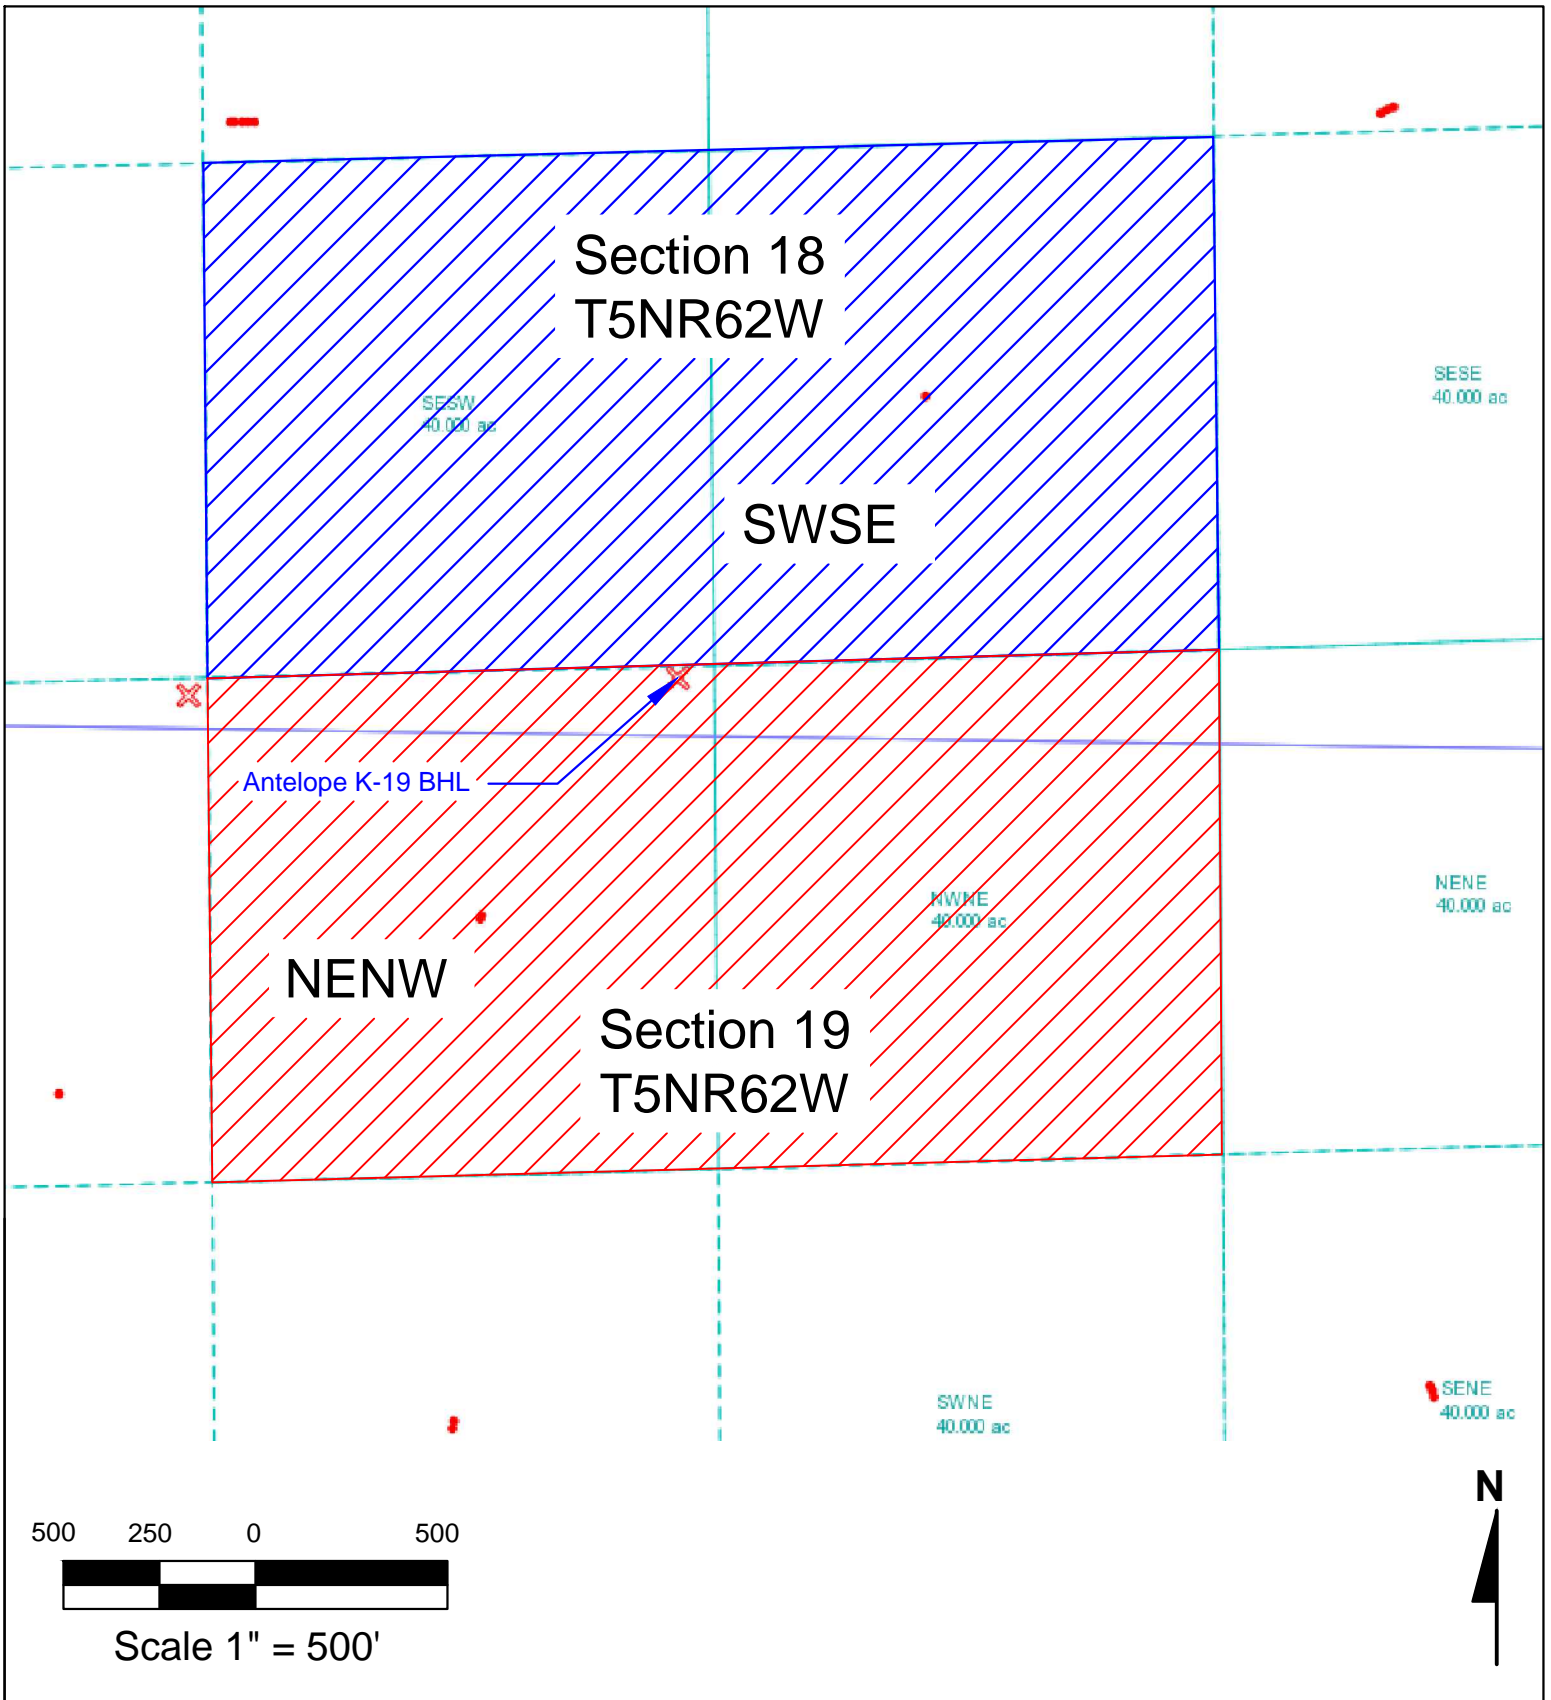 Section 18
T5NR62W
SESE
40.000 ac
SESW
40.000 ac
SWSE
Antelope K-19 BHL
NENE
40.000 ac
NWNE
40.000 ac
NENW
Section 19
T5NR62W
SENE
40.000 ac
SWNE
40.000 ac
N
500 250 0 500
Scale 1" = 500'